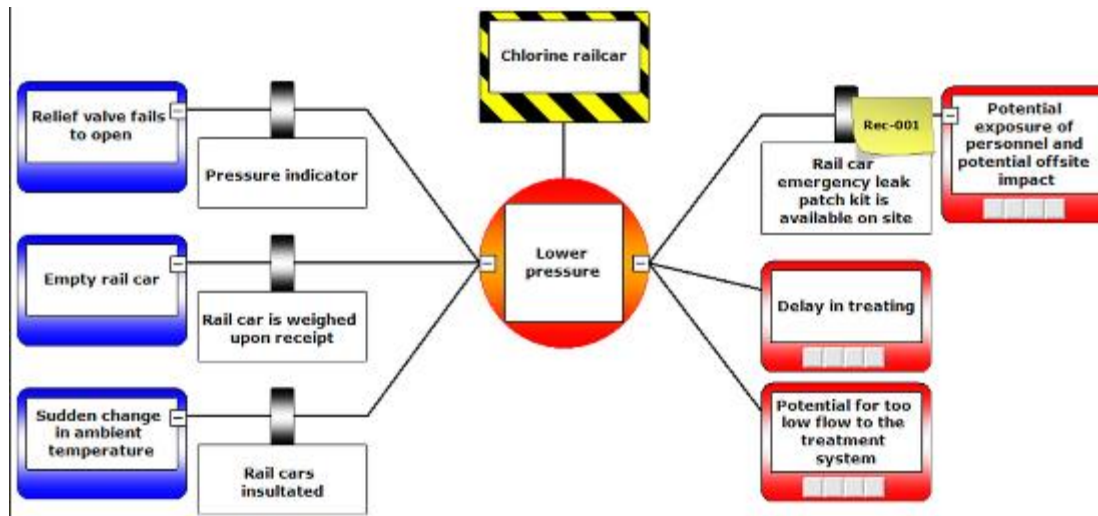 Chlorine railcar
Relief valve fails
to open
Pressure indicator
Empty rail car
Rail car is weighed
upon receipt
Sudden change
in ambient
temperature
Rail cars
insultated
Lower
pressure
Rec-001
Rail car
emergency leak
patch kit is
available on site
Potential
exposure of
personnel and
potential offsite
impact
Delay in treating
Potential for too
low flow to the
treatment
system